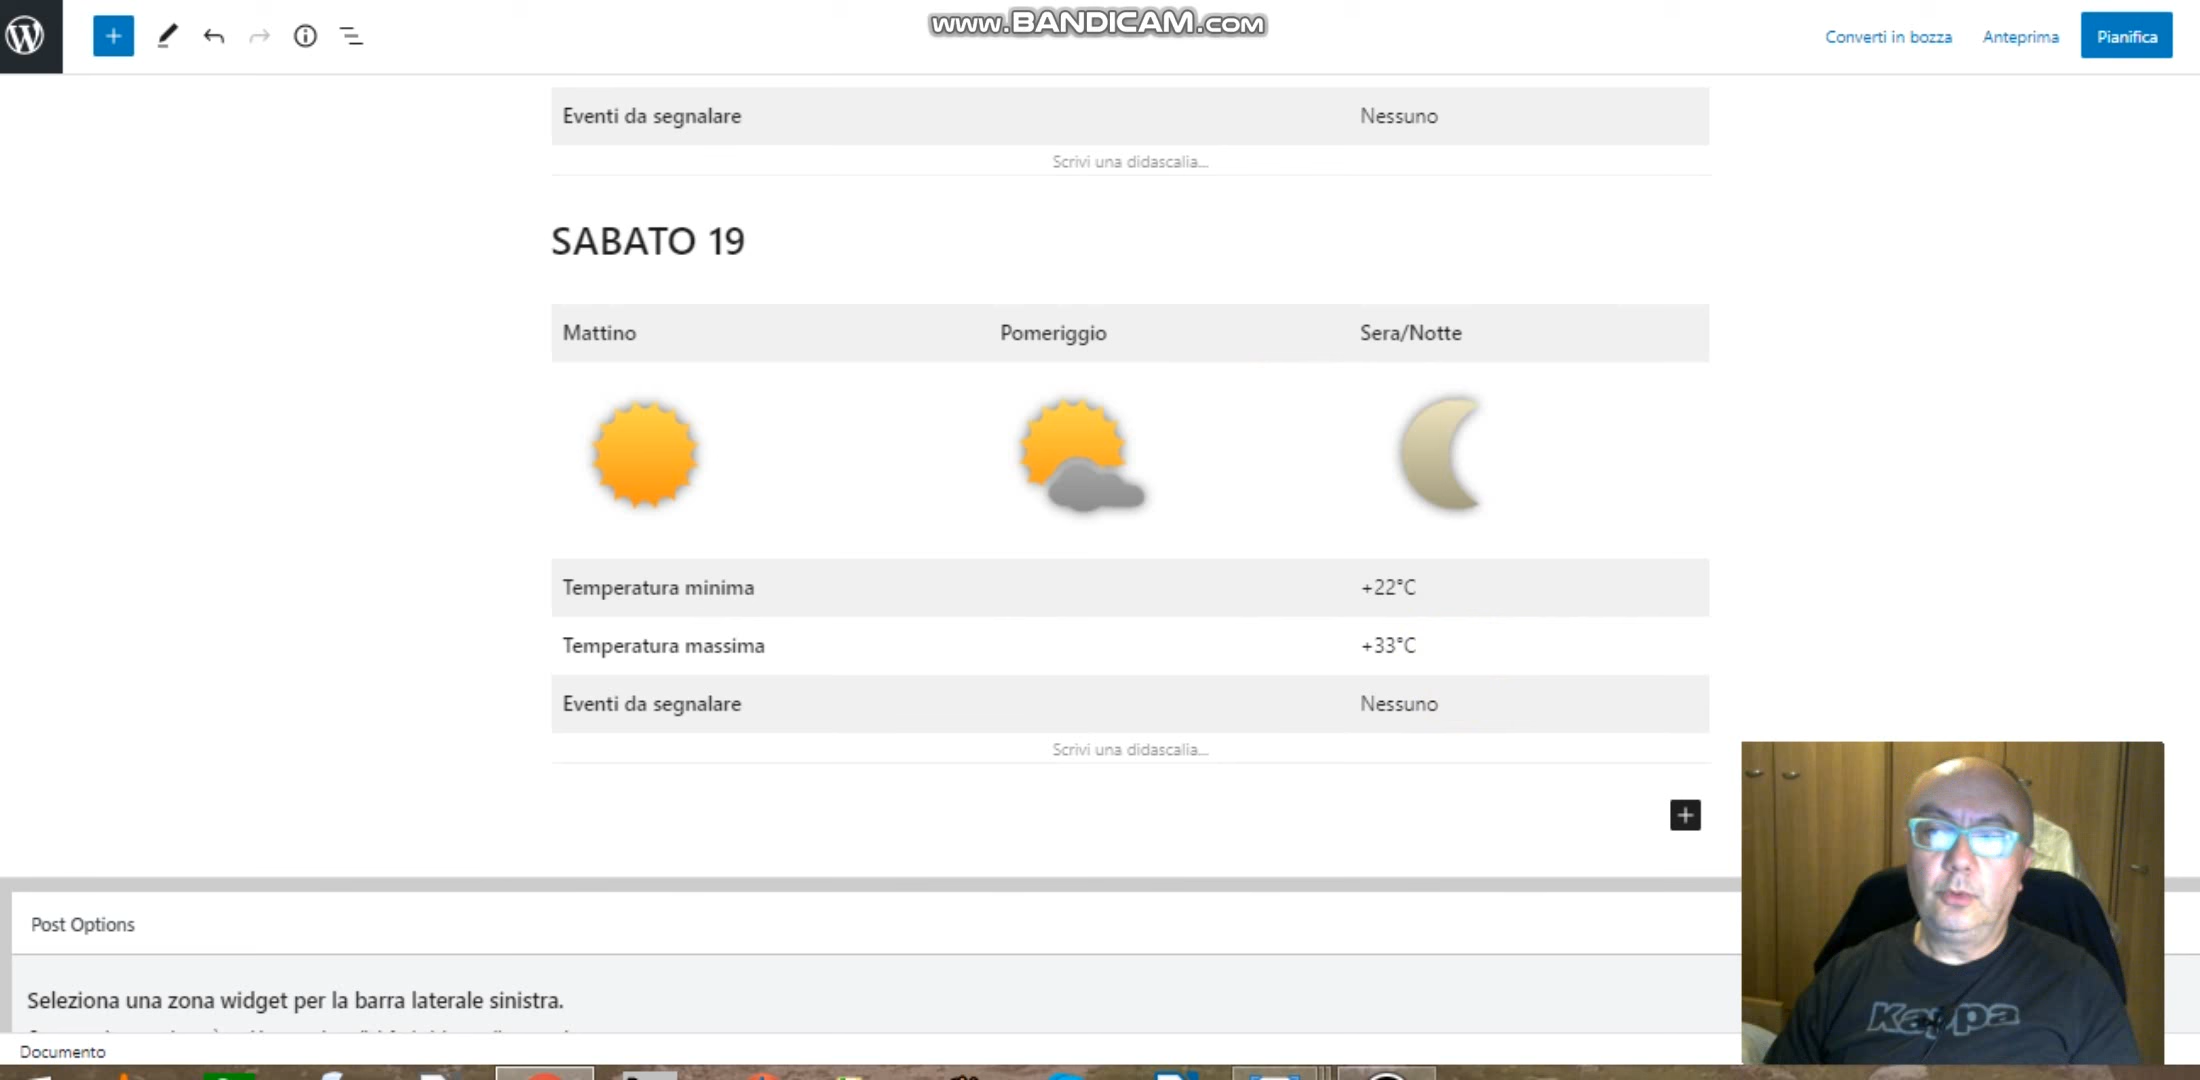 www.BANDICAM.com
Converti in bozza Anteprima Pianifica
Eventi da segnalare Nessuno
Scrivi una didascalia...
SABATO 19
Mattino Pomeriggio Sera/Notte
Temperatura minima +22°C
Temperatura massima +33°C
Eventi da segnalare Nessuno
Scrivi una didascalia...
Post Options
Seleziona una zona widget per la barra laterale sinistra.
Documento
Kappa